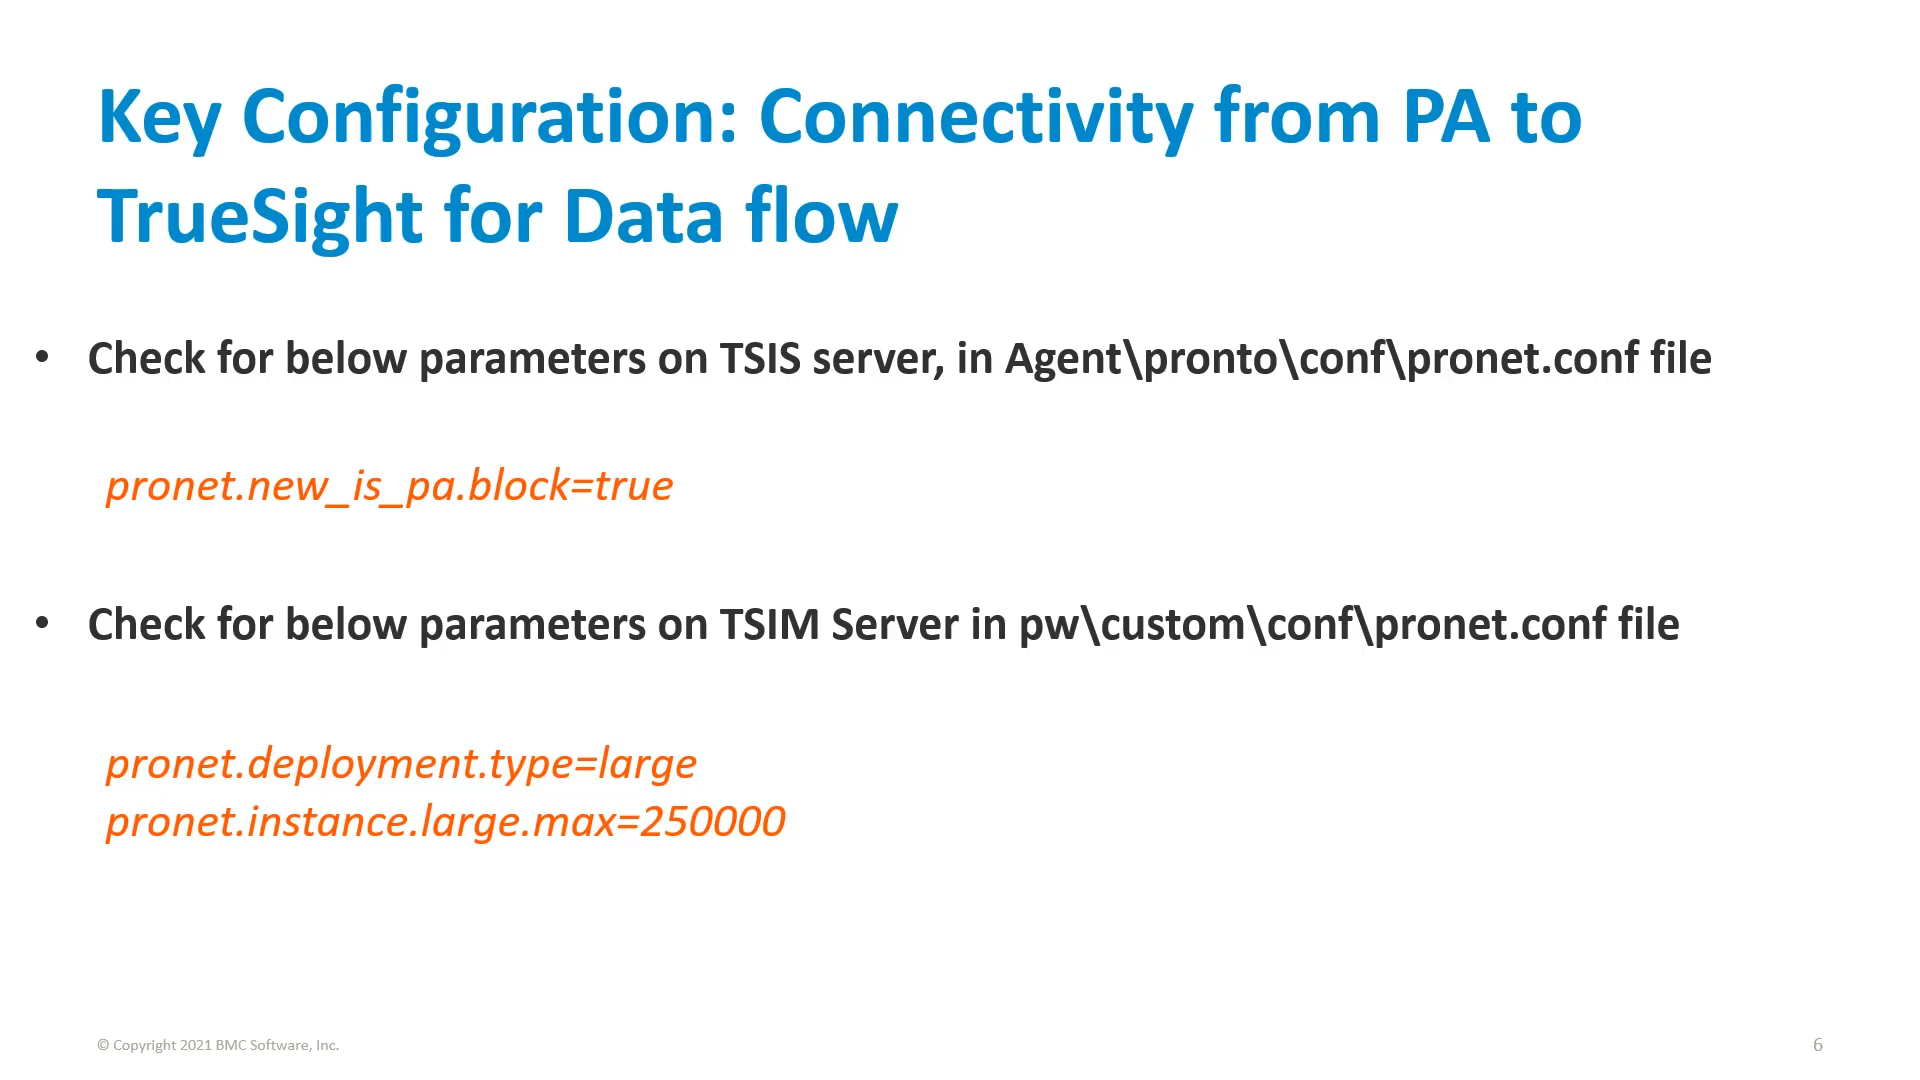 Key Configuration: Connectivity from PA to
TrueSight for Data flow
• Check for below parameters on TSIS server, in Agent\pronto\conf\pronet.conf file
pronet.new_is_pa.block=true
• Check for below parameters on TSIM Server in pw\custom\conf\pronet.conf file
pronet.deployment.type=large
pronet.instance.large.max=250000
© Copyright 2021 BMC Software, Inc.
6